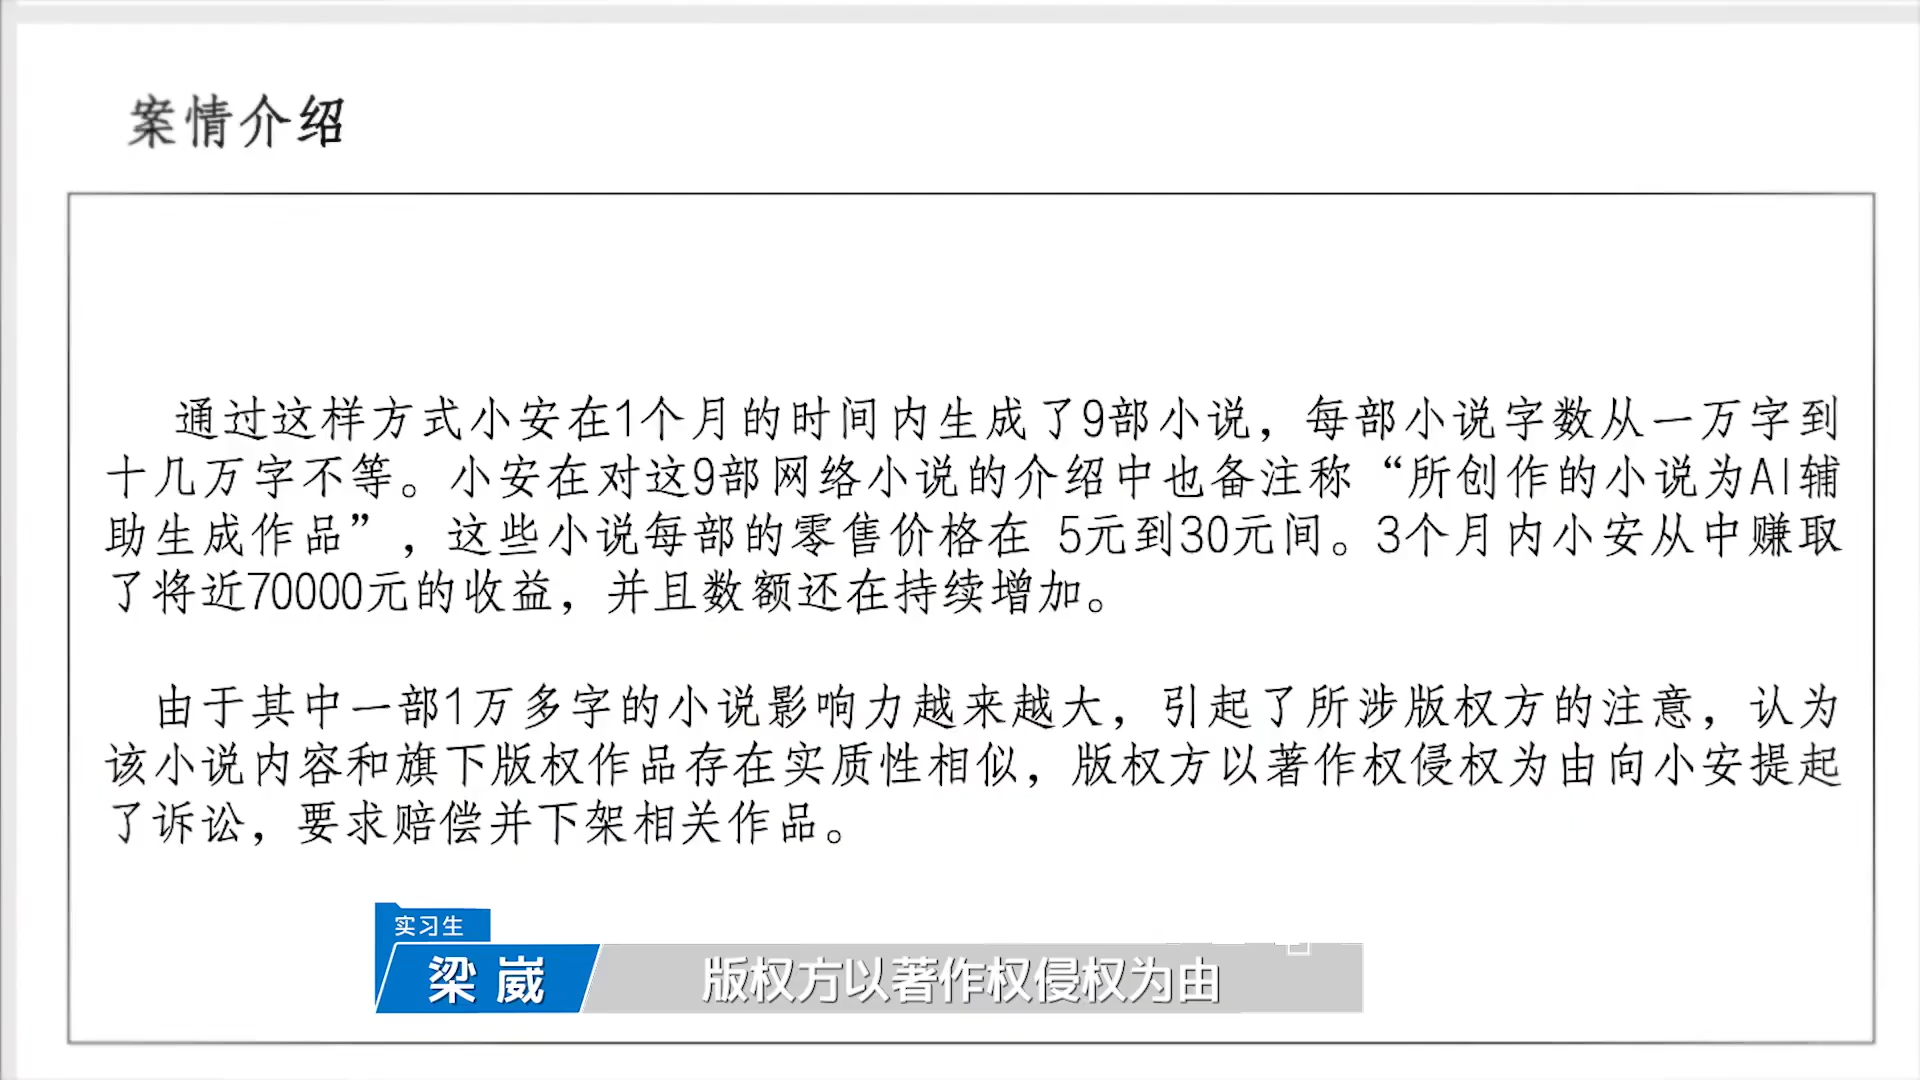 案情介绍
通过这样方式小安在1个月的时间内生成了9部小说，每部小说字数从一万字到
十几万字不等。小安在对这9部网络小说的介绍中也备注称“所创作的小说为AI辅
助生成作品”，这些小说每部的零售价格在 5元到30元间。3个月内小安从中赚取
了将近70000元的收益，并且数额还在持续增加。
由于其中一部1万多字的小说影响力越来越大，引起了所涉版权方的注意，认为
该小说内容和旗下版权作品存在实质性相似，版权方以著作权侵权为由向小安提起
了诉讼，要求赔偿并下架相关作品。
实习生
梁崴
版权方以著作权侵权为由